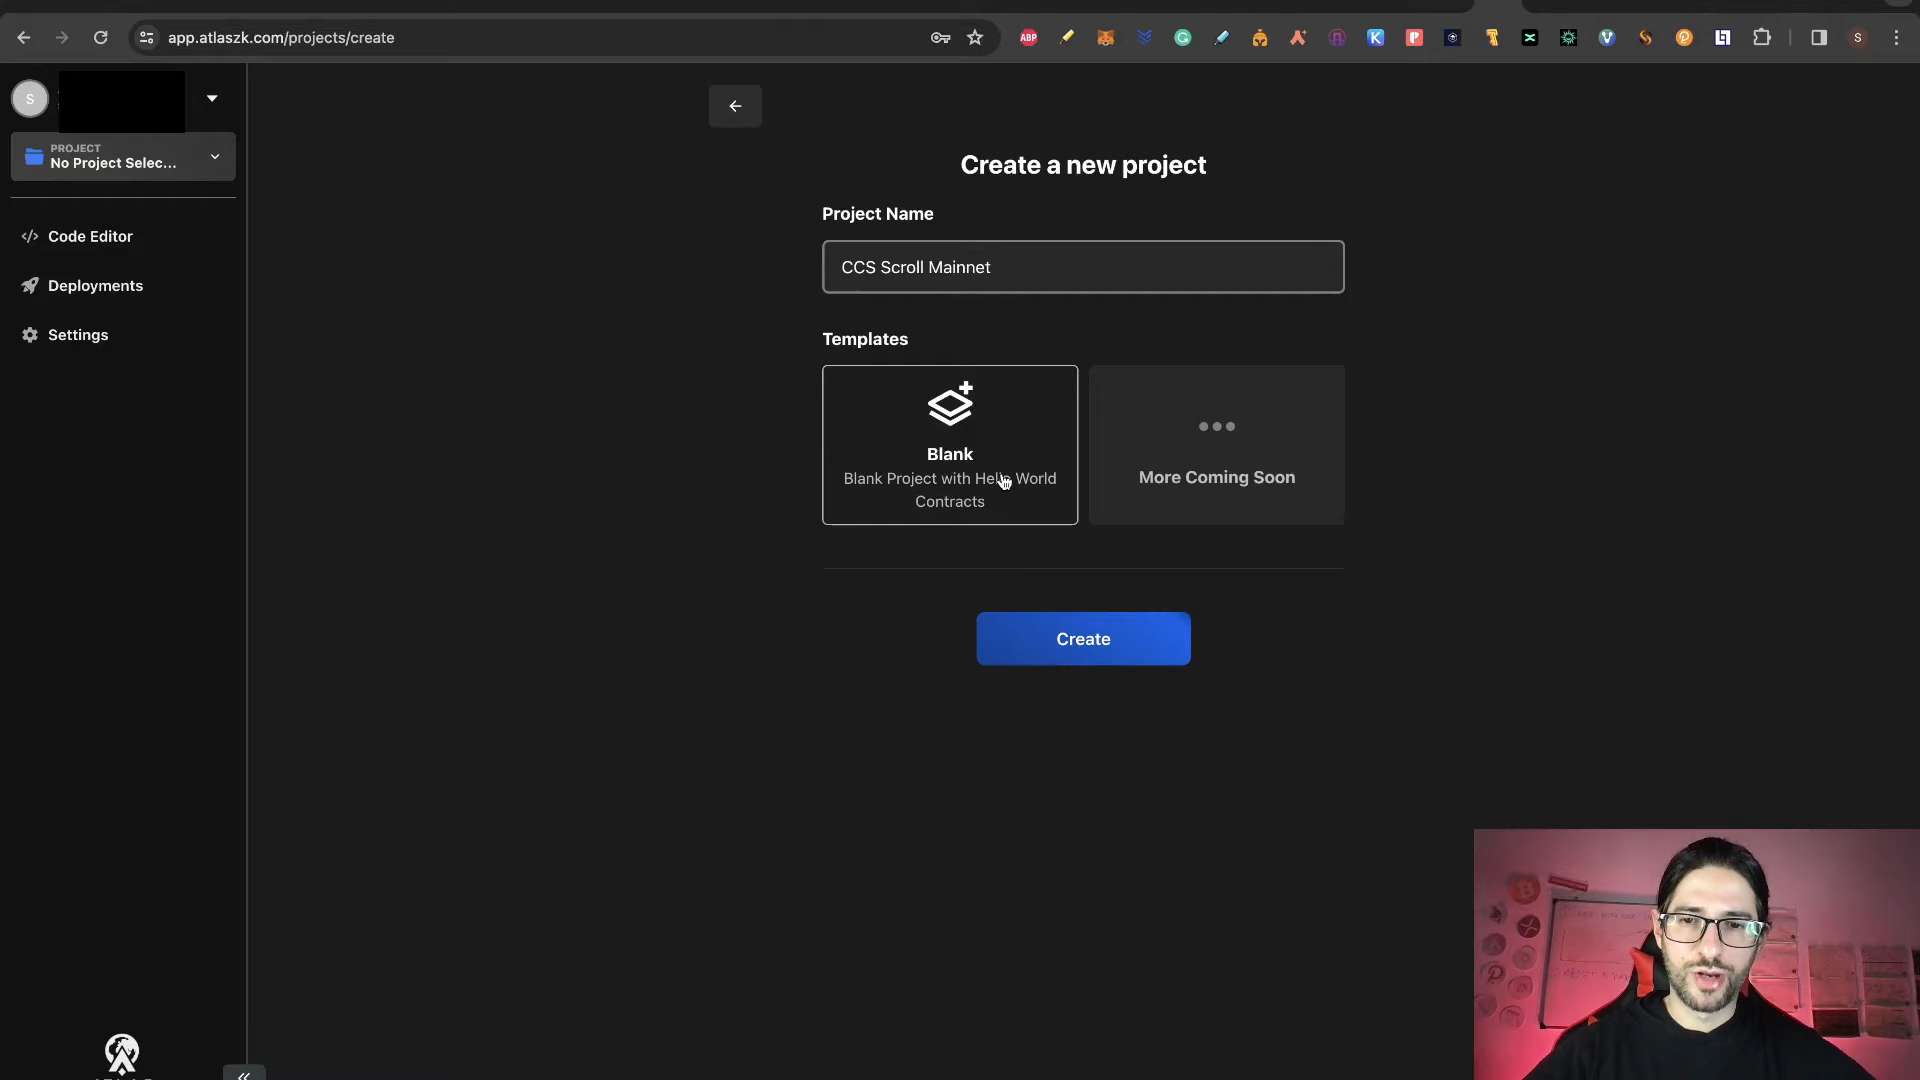 app.atlaszk.com/projects/create
ABP
S
S
PROJECT
No Project Selec...
Code Editor
Deployments
Settings
Create a new project
Project Name
CCS Scroll Mainnet
Templates
Blank
Blank Project with Hello World
Contracts
More Coming Soon
Create